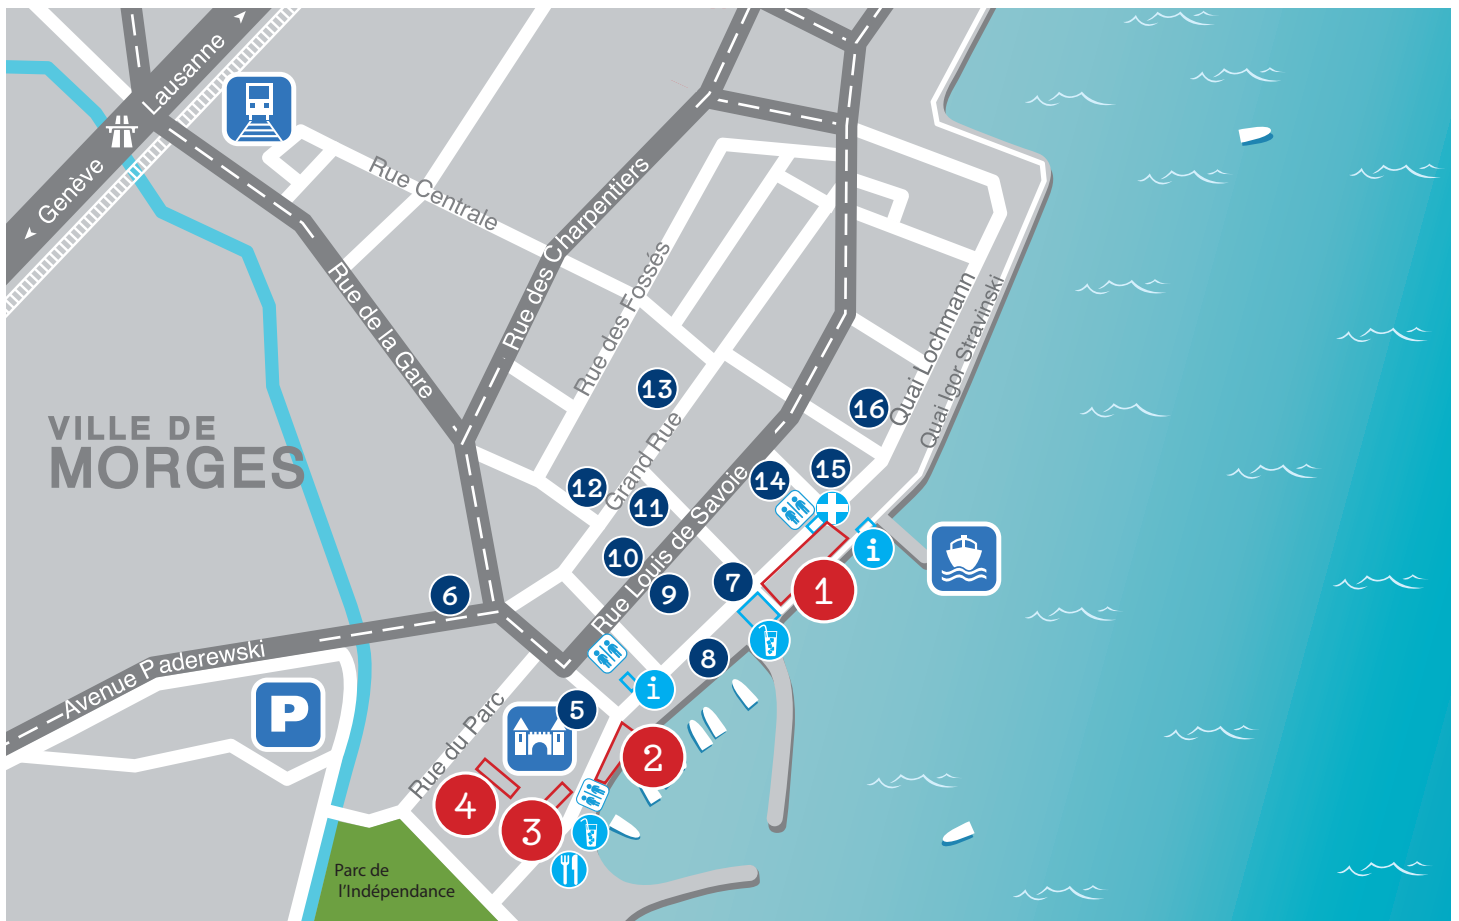 Lausanne
Genève
Rue Centrale
Rue des Charpentiers
Rue de la Gare
Rue des Fossés
Quai Lochmann
Quai Igor Stravinski
VILLE DE
MORGES
13
16
Grand Rue
12
11
14
15
Rue Louis de Savoie
10
9
7
i
1
6
Avenue Paderewski
8
i
P
5
Rue du Parc
2
4
3
Parc de
l'Indépendance